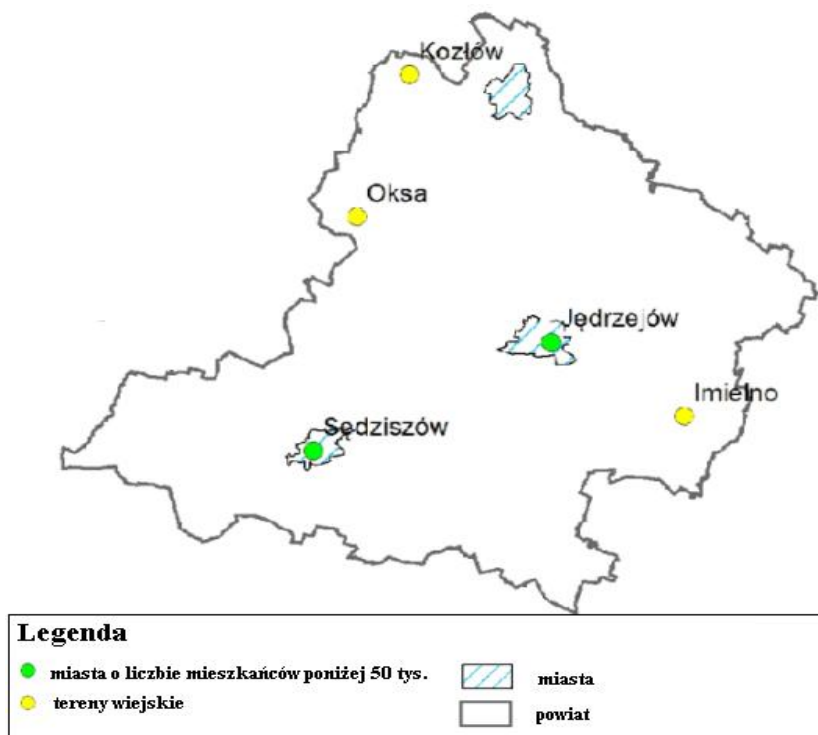 Kozłów
Oksa
Jędrzejów
Imielno
Sędziszów
Legenda
miasta o liczbie mieszkańców poniżej 50 tys.
miasta
tereny wiejskie
powiat